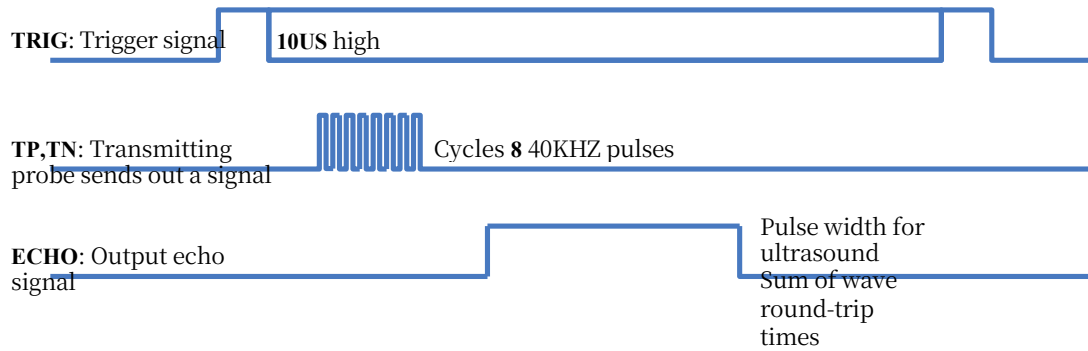 TRIG: Trigger signal
10US high
TP,TN: Transmitting
probe sends out a signal
Cycles 8 40KHZ pulses
ECHO: Output echo
signal
Pulse width for
ultrasound
Sum of wave
round-trip
times